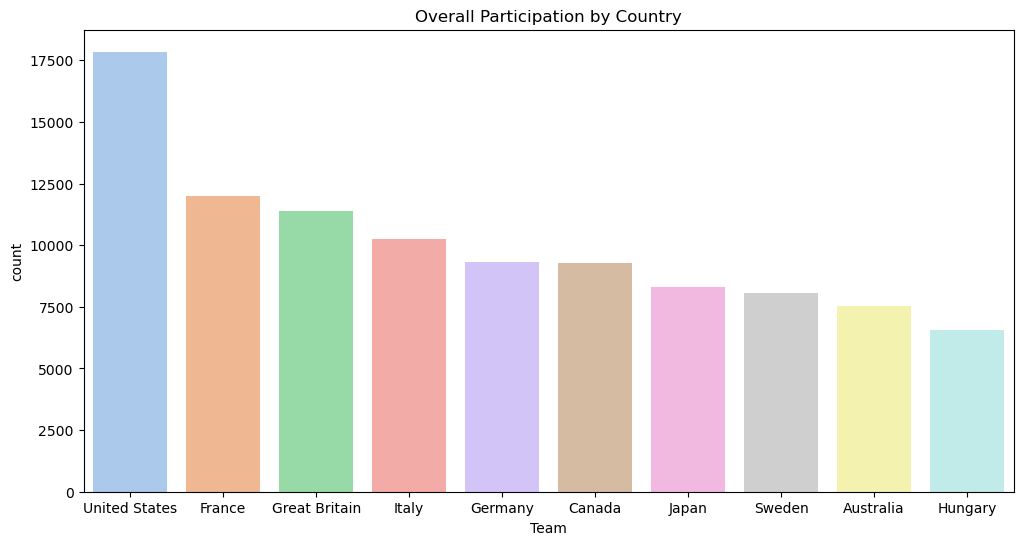 Overall Participation by Country
count
17500
15000
12500
10000
7500
5000
2500
0
United States France Great Britain Italy Germany Canada Japan Sweden Australia Hungary
Team